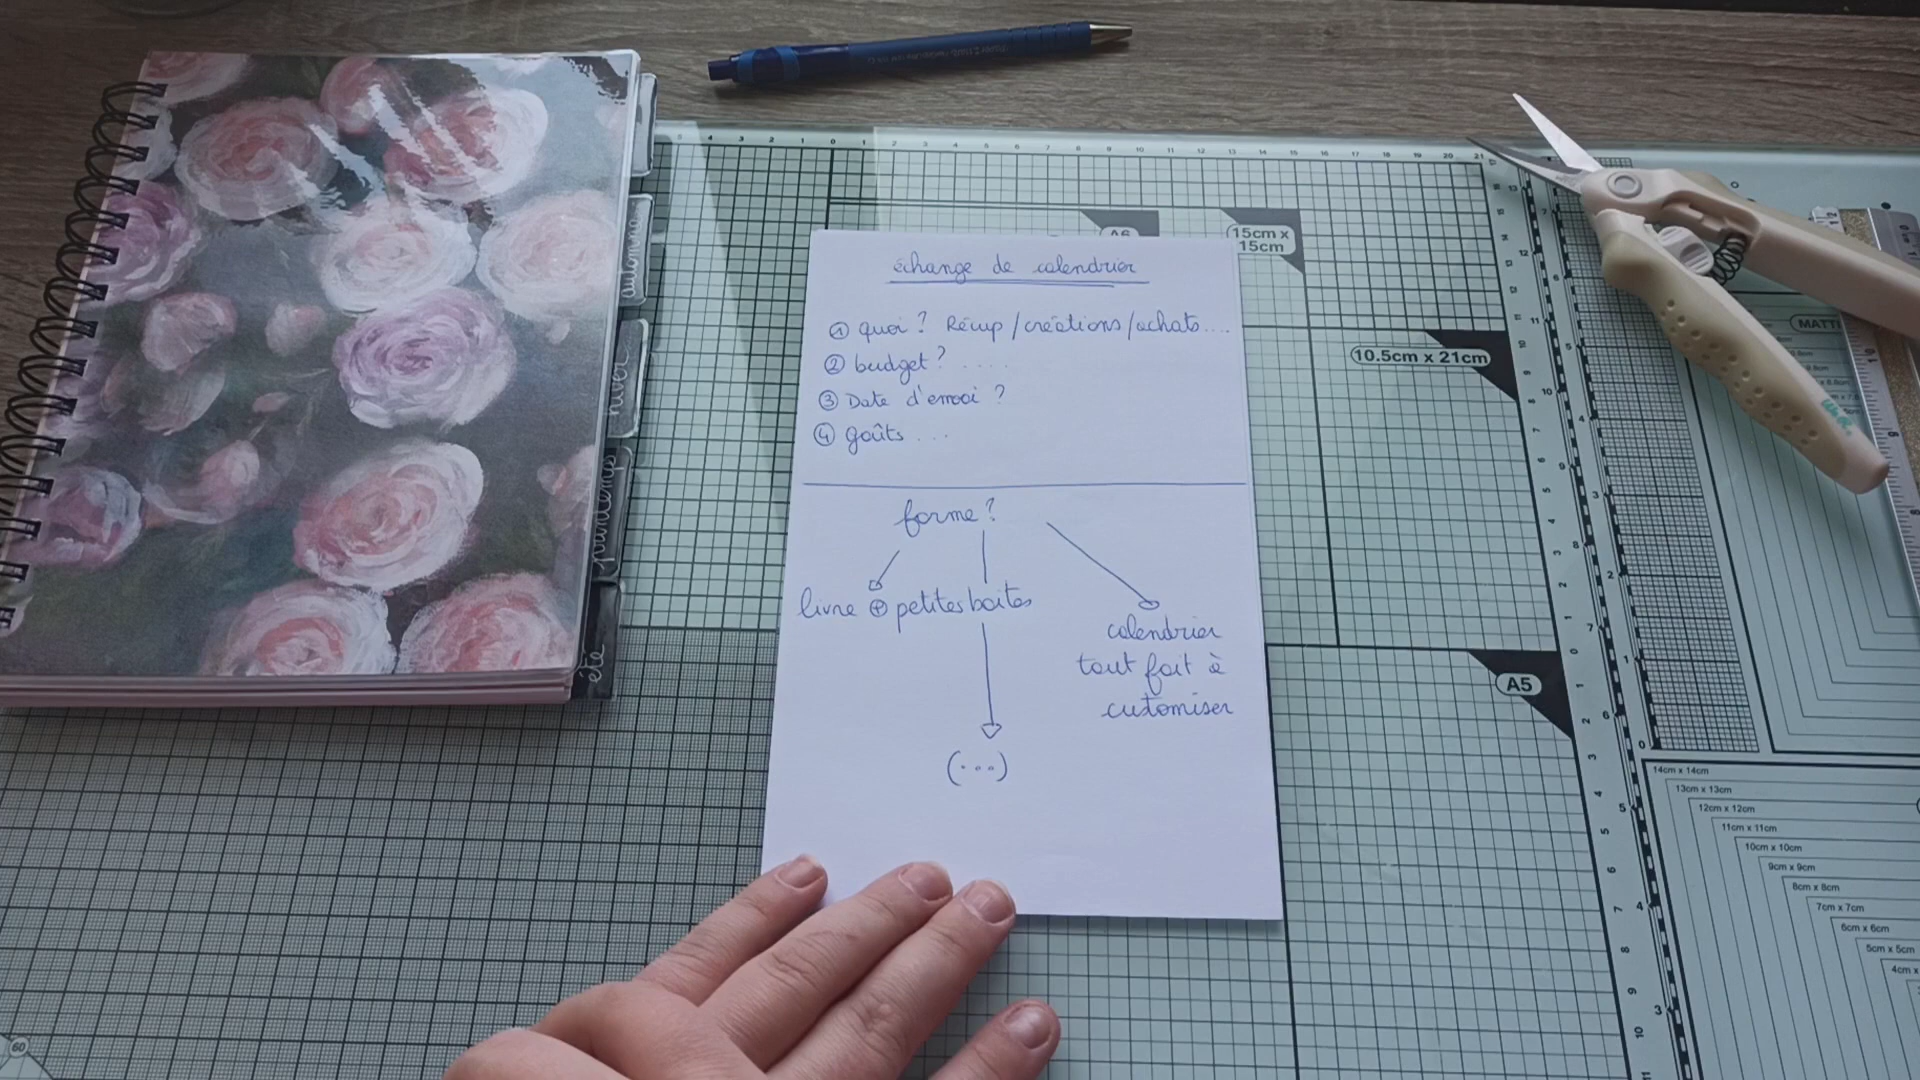 échange de calendrier
① quoi ? Récup / créations / achats ....
② budget ? .....
③ Date d'envoi ?
④ goûts ...
forme ?
livre ⊕ petites boites
calendrier
tout fait à
customiser
(...)
automne
hiver
printemps
été
A6
15cm x
15cm
10.5cm x 21cm
A5
14cm x 14cm
13cm x 13cm
12cm x 12cm
11cm x 11cm
10cm x 10cm
9cm x 9cm
8cm x 8cm
7cm x 7cm
6cm x 6cm
5cm x 5cm
4cm x
60